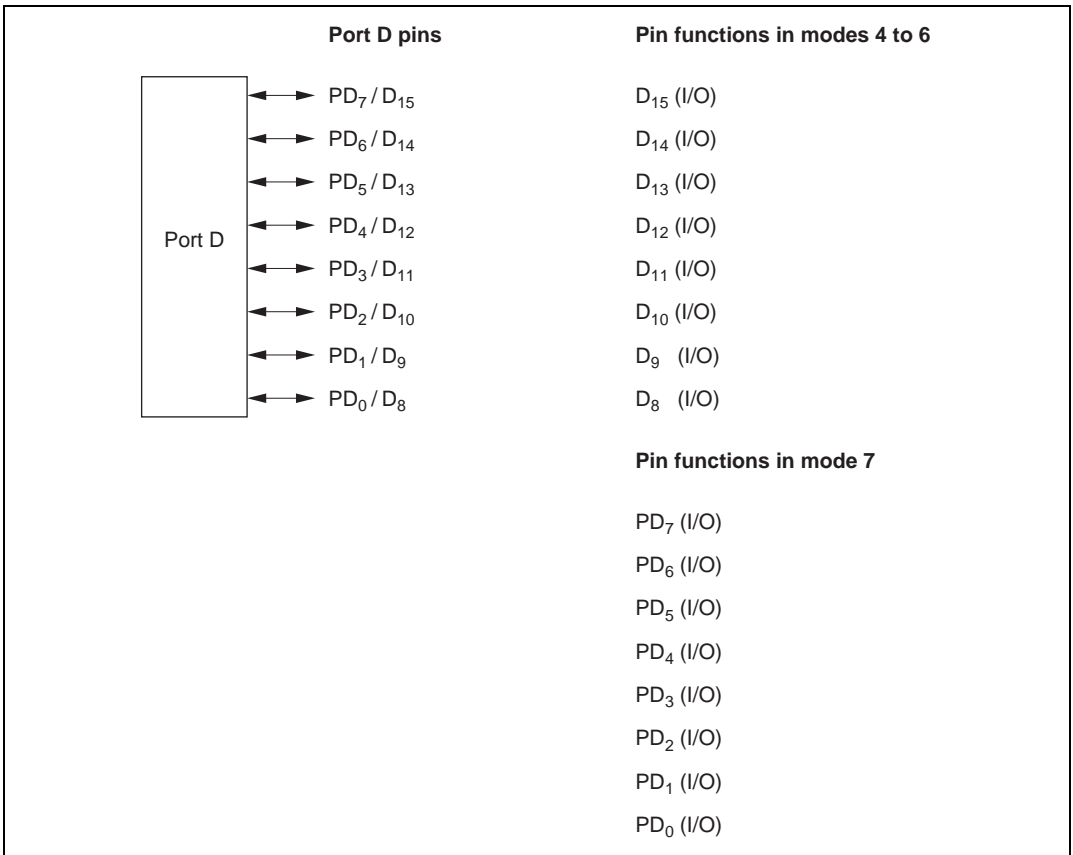 Port D pins Pin functions in modes 4 to 6
PD₇ / D₁₅ D₁₅ (I/O)
PD₆ / D₁₄ D₁₄ (I/O)
PD₅ / D₁₃ D₁₃ (I/O)
PD₄ / D₁₂ D₁₂ (I/O)
Port D
PD₃ / D₁₁ D₁₁ (I/O)
PD₂ / D₁₀ D₁₀ (I/O)
PD₁ / D₉ D₉ (I/O)
PD₀ / D₈ D₈ (I/O)
Pin functions in mode 7
PD₇ (I/O)
PD₆ (I/O)
PD₅ (I/O)
PD₄ (I/O)
PD₃ (I/O)
PD₂ (I/O)
PD₁ (I/O)
PD₀ (I/O)